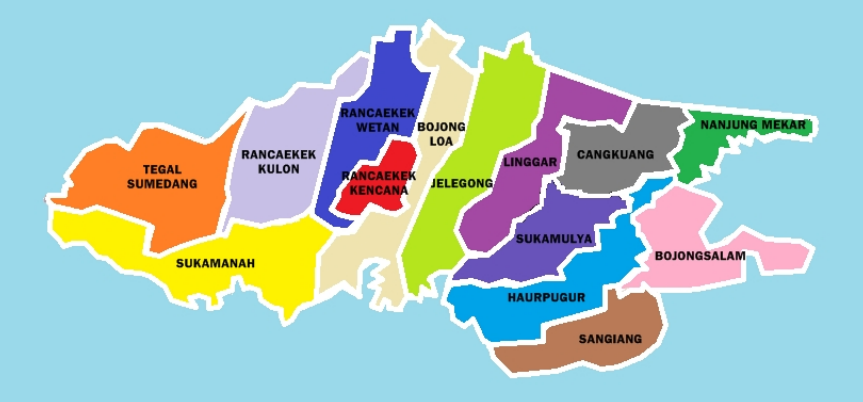 RANCAEKEK
WETAN
NANJUNG MEKAR
BOJONG
LOA
RANCAEKEK
KULON
CANGKUANG
LINGGAR
TEGAL
SUMEDANG
RANCAEKEK
KENCANA
JELEGONG
SUKAMULYA
BOJONGSALAM
SUKAMANAH
HAURPUGUR
SANGIANG